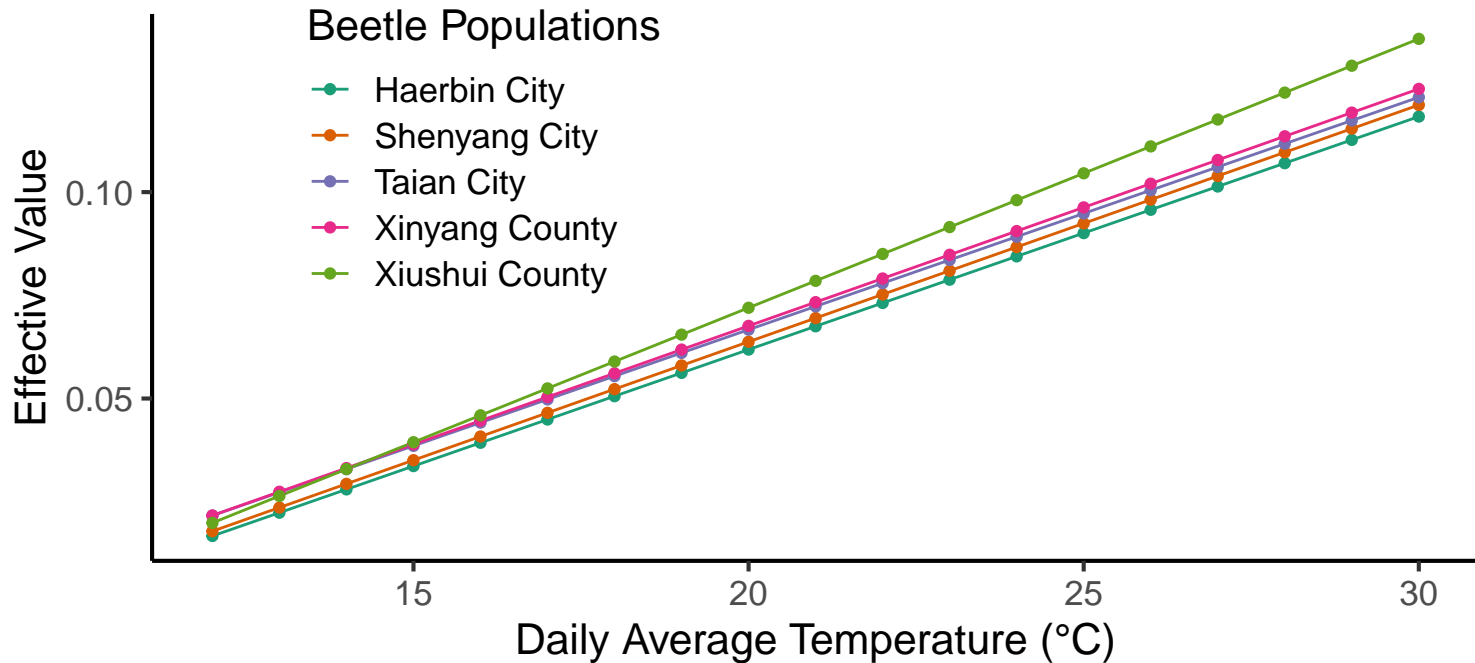 Beetle Populations
Haerbin City
Shenyang City
Taian City
Xinyang County
Xiushui County
Effective Value
0.10
0.05
15 20 25 30
Daily Average Temperature (°C)